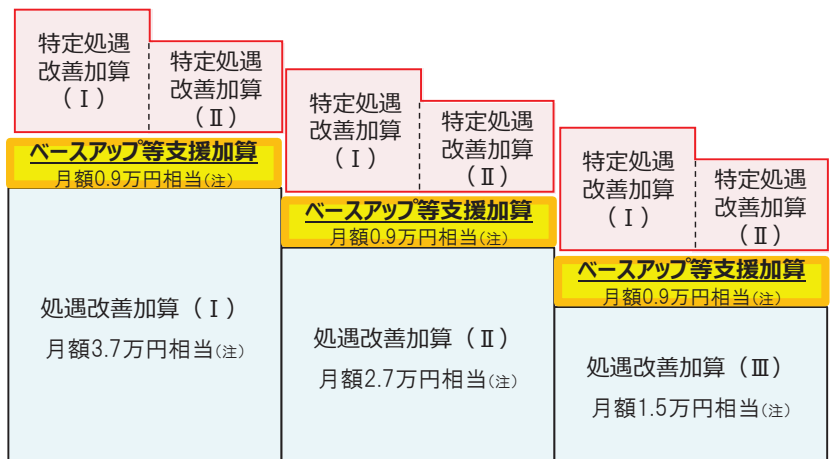 特定処遇
改善加算
（Ⅰ）
特定処遇
改善加算
（Ⅱ）
ベースアップ等支援加算
月額0.9万円相当(注)
処遇改善加算（Ⅰ）
月額3.7万円相当(注)
特定処遇
改善加算
（Ⅰ）
特定処遇
改善加算
（Ⅱ）
ベースアップ等支援加算
月額0.9万円相当(注)
処遇改善加算（Ⅱ）
月額2.7万円相当(注)
特定処遇
改善加算
（Ⅰ）
特定処遇
改善加算
（Ⅱ）
ベースアップ等支援加算
月額0.9万円相当(注)
処遇改善加算（Ⅲ）
月額1.5万円相当(注)